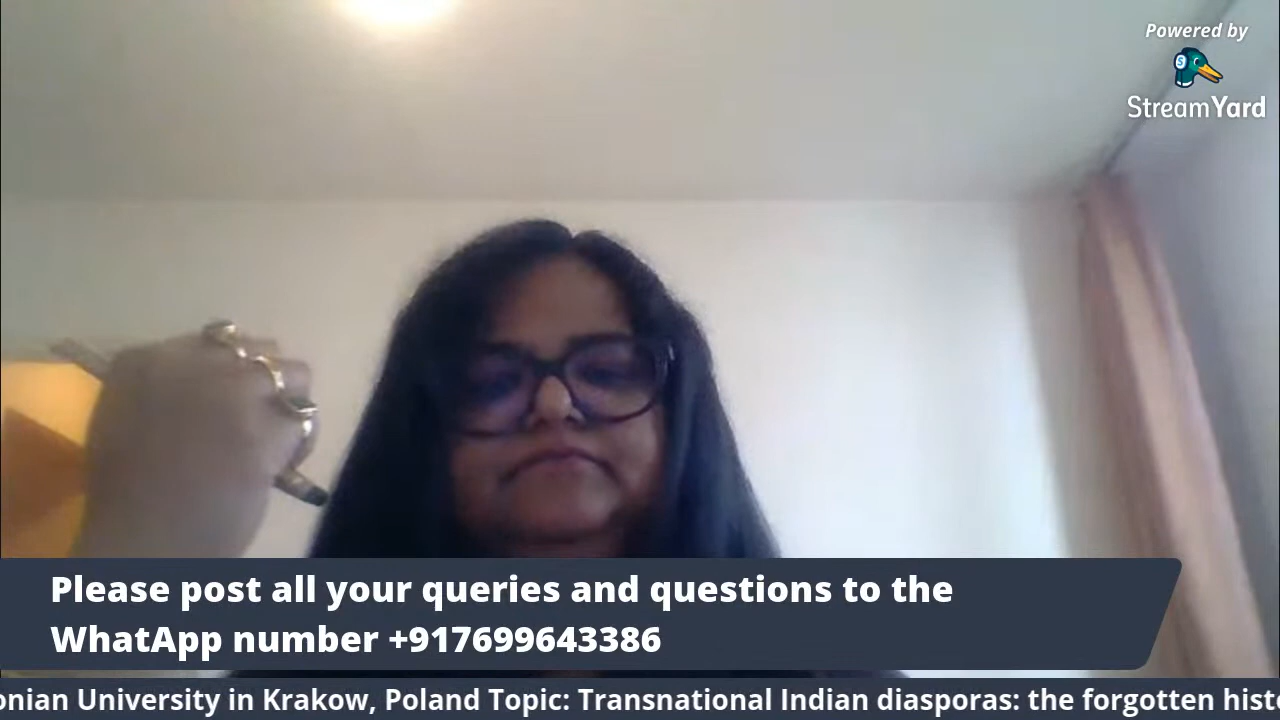 Powered by
StreamYard
Please post all your queries and questions to the
WhatApp number +917699643386
onian University in Krakow, Poland Topic: Transnational Indian diasporas: the forgotten hist